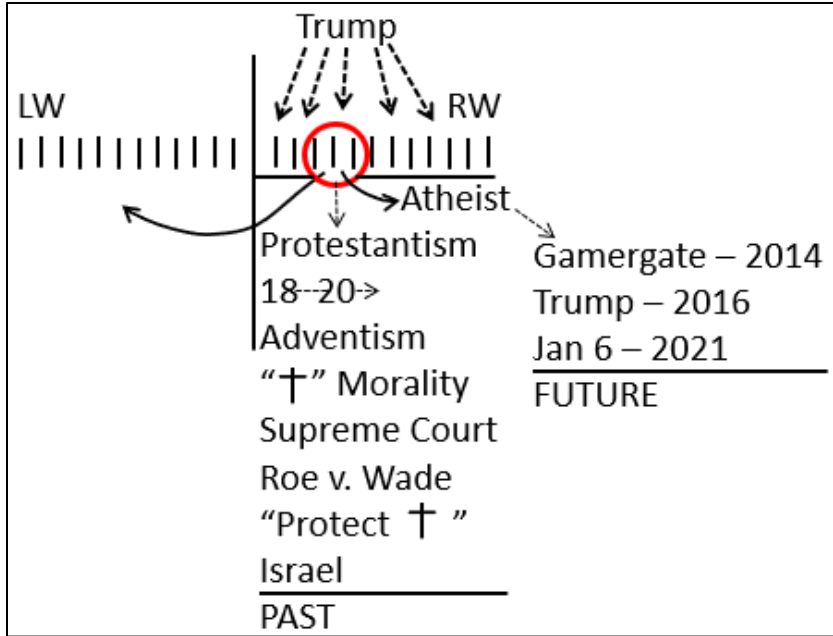 Trump
LW
RW
Atheist
Protestantism
18-->20->
Adventism
“†” Morality
Supreme Court
Roe v. Wade
“Protect † ”
Israel
PAST
Gamergate – 2014
Trump – 2016
Jan 6 – 2021
FUTURE